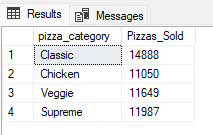 Results Messages
pizza_category Pizzas_Sold
1 Classic 14888
2 Chicken 11050
3 Veggie 11649
4 Supreme 11987